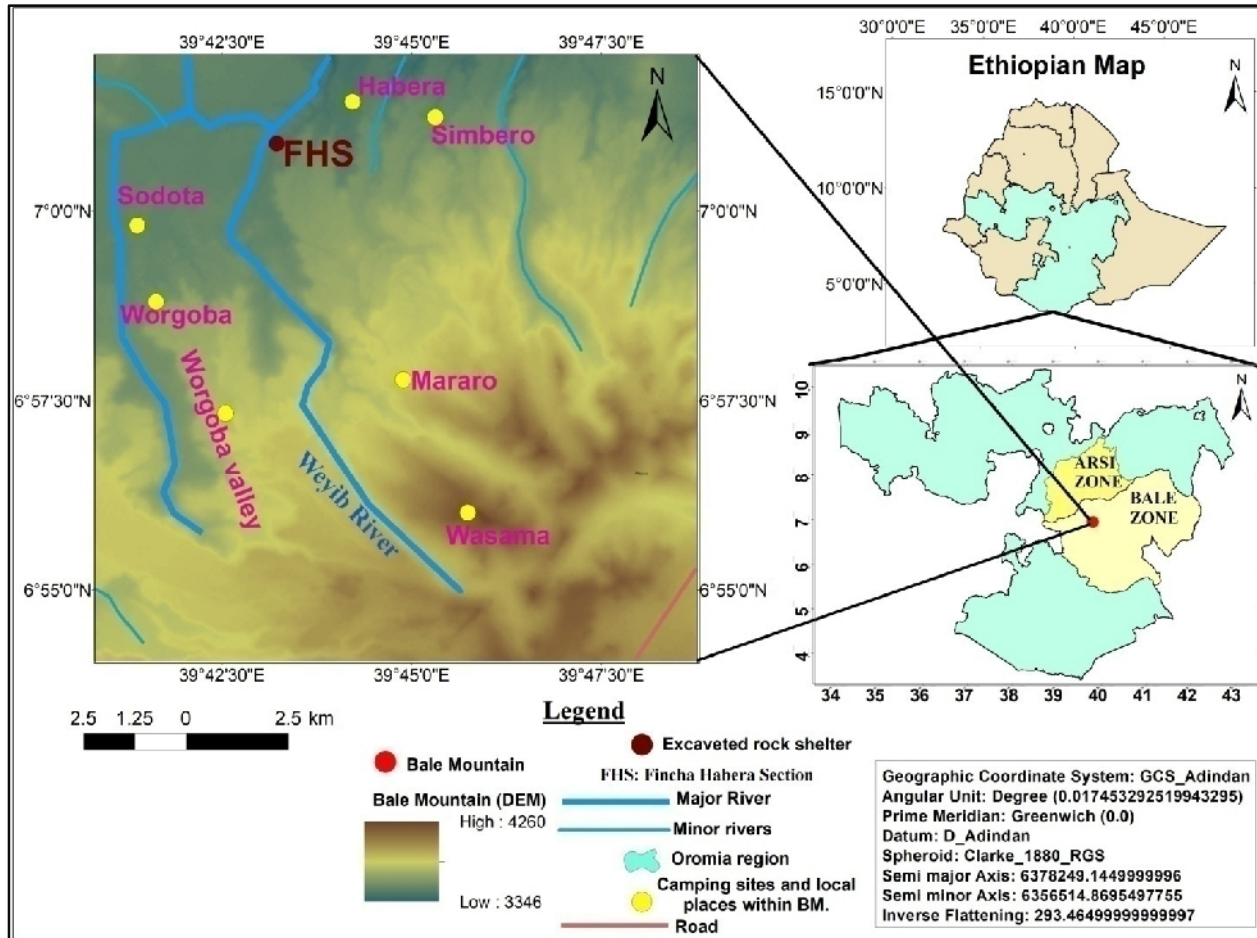 39°42'30"E
39°45'0"E
39°47'30"E
N
Habera
Simbero
FHS
Sodota
7°0'0"N
7°0'0"N
Worgoba
Worgoba valley
Mararo
6°57'30"N
6°57'30"N
Weyib River
Wasama
6°55'0"N
6°55'0"N
39°42'30"E
39°45'0"E
39°47'30"E
30°0'0"E
35°0'0"E
40°0'0"E
45°0'0"E
Ethiopian Map
N
15°0'0"N
10°0'0"N
5°0'0"N
N
10
9
8
7
6
5
4
ARSI
ZONE
BALE
ZONE
34 35 36 37 38 39 40 41 42 43
2.5 1.25 0 2.5 km
Legend
Bale Mountain
Bale Mountain (DEM)
High : 4260
Low : 3346
Excaveted rock shelter
FHS: Fincha Habera Section
Major River
Minor rivers
Oromia region
Camping sites and local
places within BM.
Road
Geographic Coordinate System: GCS_Adindan
Angular Unit: Degree (0.017453292519943295)
Prime Meridian: Greenwich (0.0)
Datum: D_Adindan
Spheroid: Clarke_1880_RGS
Semi major Axis: 6378249.1449999996
Semi minor Axis: 6356514.8695497755
Inverse Flattening: 293.46499999999997